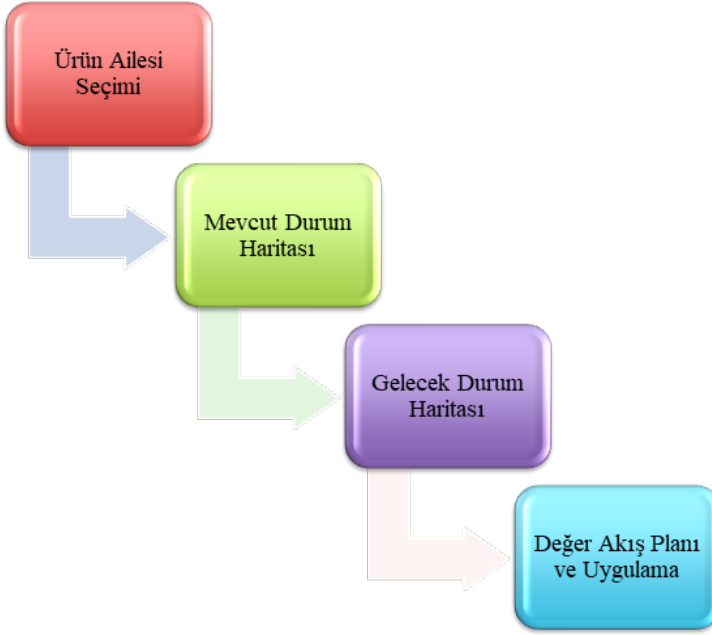 Ürün Ailesi
Seçimi
Mevcut Durum
Haritası
Gelecek Durum
Haritası
Değer Akış Planı
ve Uygulama